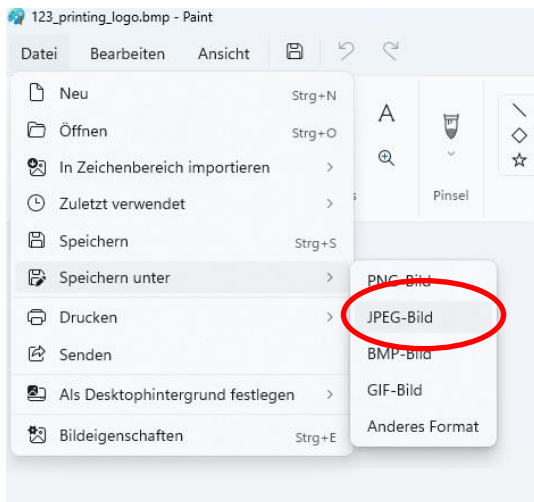 123_printing_logo.bmp - Paint
Datei Bearbeiten Ansicht
Neu Strg+N
Öffnen Strg+O
In Zeichenbereich importieren
Zuletzt verwendet
Speichern Strg+S
Speichern unter
Drucken
Senden
Als Desktophintergrund festlegen
Bildeigenschaften Strg+E
A
Pinsel
PNG-Bild
JPEG-Bild
BMP-Bild
GIF-Bild
Anderes Format